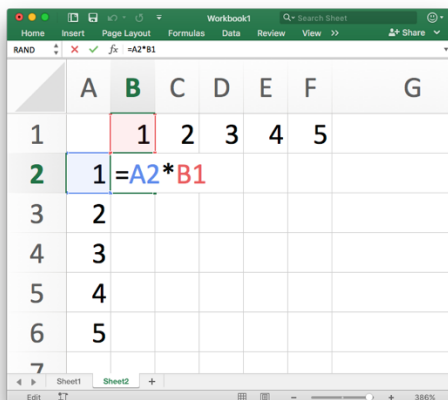 Workbook1
Search Sheet
Home Insert Page Layout Formulas Data Review View >> Share
RAND fx =A2*B1
A B C D E F G
1 1 2 3 4 5
2 1 =A2*B1
3 2
4 3
5 4
6 5
7
Sheet1 Sheet2 +
Edit - + 386%